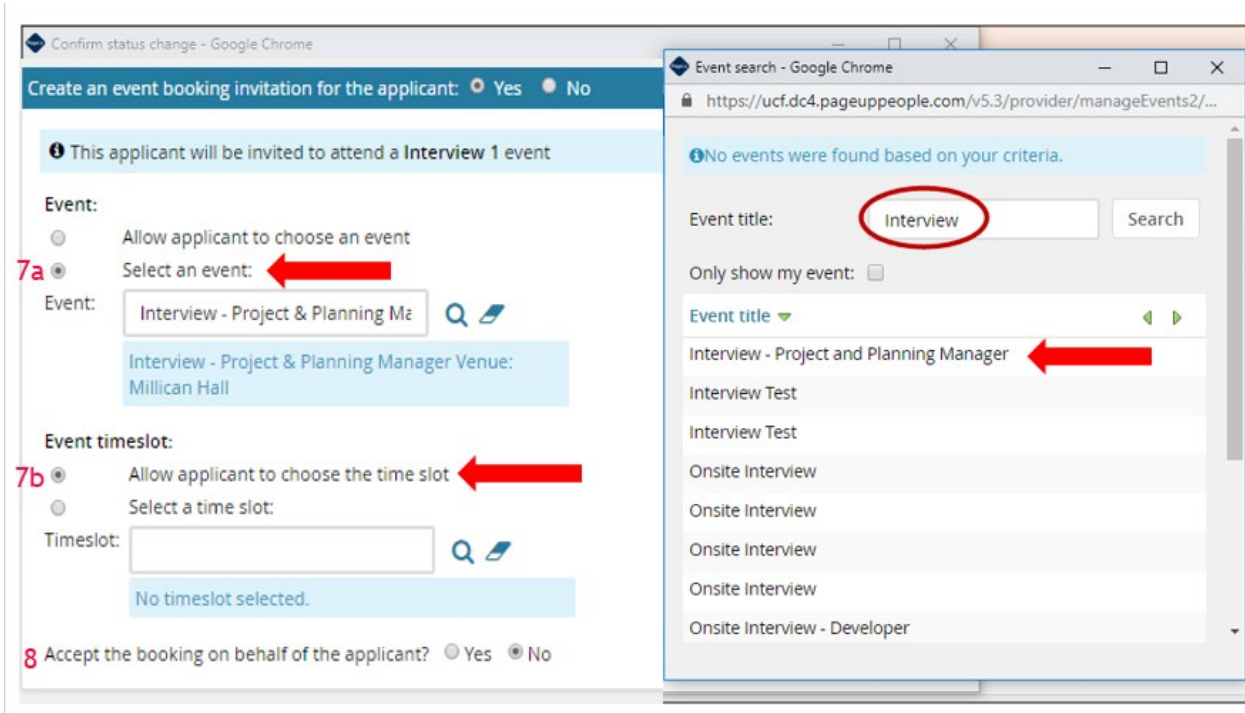 Confirm status change - Google Chrome
Create an event booking invitation for the applicant: Yes No
This applicant will be invited to attend a Interview 1 event
Event:
Allow applicant to choose an event
7a Select an event:
Event: Interview - Project & Planning Ma
Interview - Project & Planning Manager Venue:
Millican Hall
Event timeslot:
7b Allow applicant to choose the time slot
Select a time slot:
Timeslot:
No timeslot selected.
8 Accept the booking on behalf of the applicant? Yes No
Event search - Google Chrome
https://ucf.dc4.pageuppeople.com/v5.3/provider/manageEvents2/...
No events were found based on your criteria.
Event title: Interview Search
Only show my event:
Event title
Interview - Project and Planning Manager
Interview Test
Interview Test
Onsite Interview
Onsite Interview
Onsite Interview
Onsite Interview
Onsite Interview - Developer